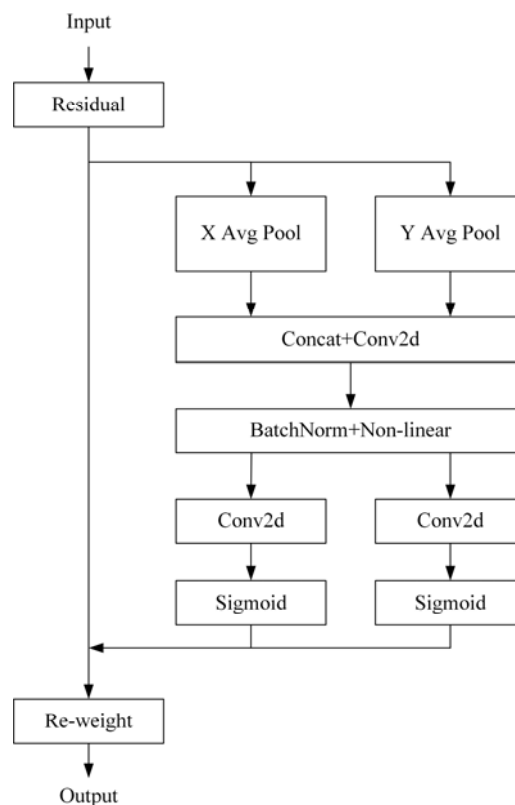 Input
Residual
X Avg Pool
Y Avg Pool
Concat+Conv2d
BatchNorm+Non-linear
Conv2d
Conv2d
Sigmoid
Sigmoid
Re-weight
Output